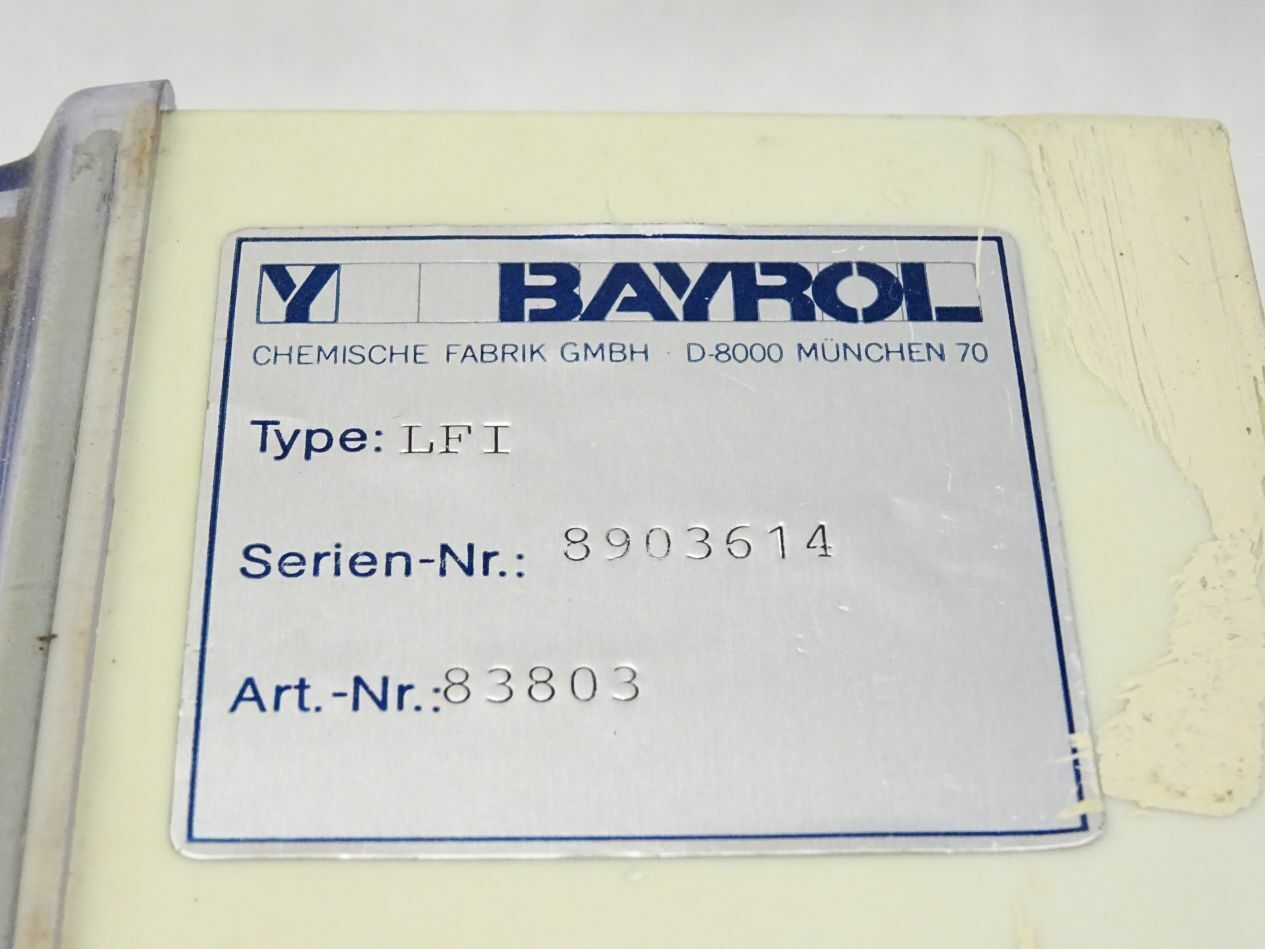 Y BAYROL
CHEMISCHE FABRIK GMBH · D-8000 MÜNCHEN 70
Type: LFI
Serien-Nr.: 8903614
Art.-Nr.:83803